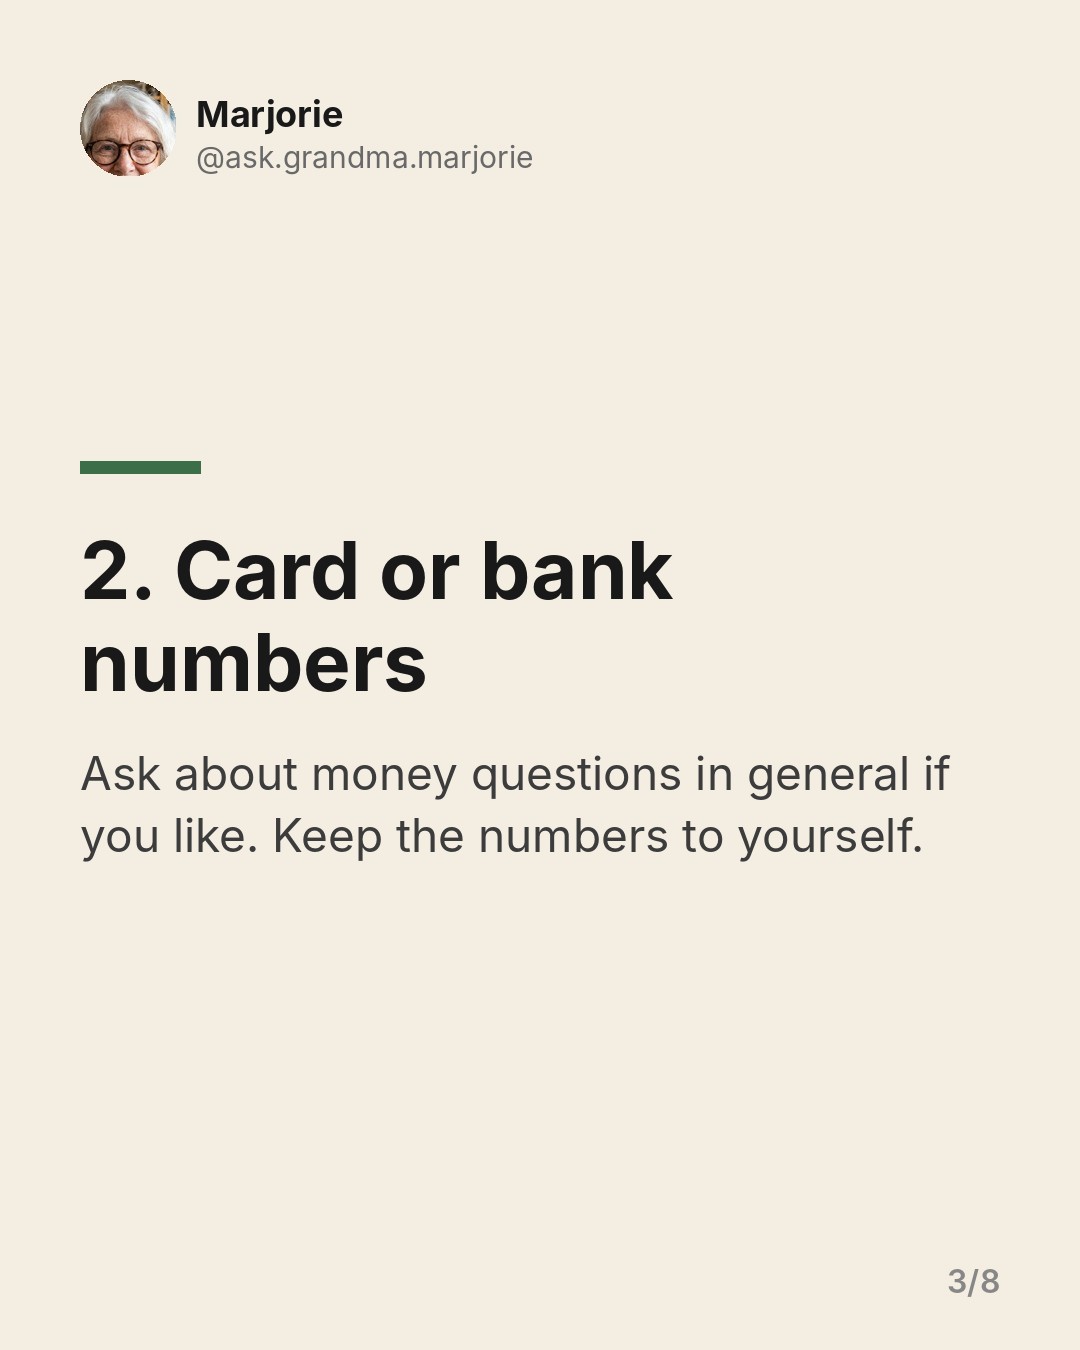 Marjorie
@ask.grandma.marjorie
2. Card or bank
numbers
Ask about money questions in general if
you like. Keep the numbers to yourself.
3/8